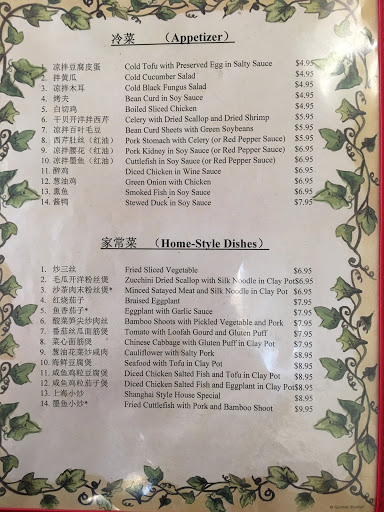 冷菜 （Appetizer）
1. 凉拌豆腐皮蛋 Cold Tofu with Preserved Egg in Salty Sauce $4.95
2. 拌黄瓜 Cold Cucumber Salad $4.95
3. 凉拌木耳 Cold Black Fungus Salad $4.95
4. 烤夫 Bean Curd in Soy Sauce $4.95
5. 白切鸡 Boiled Sliced Chicken $5.95
6. 干贝开洋拌西芹 Celery with Dried Scallop and Dried Shrimp $5.95
7. 凉拌百叶毛豆 Bean Curd Sheets with Green Soybeans $5.95
8. 西芹肚丝（红油） Pork Stomach with Celery (or Red Pepper Sauce) $5.95
9. 凉拌腰花（红油） Pork Kidney in Soy Sauce (or Red Pepper Sauce) $5.95
10. 凉拌墨鱼（红油） Cuttlefish in Soy Sauce (or Red Pepper Sauce) $6.95
11. 醉鸡 Diced Chicken in Wine Sauce $6.95
12. 葱油鸡 Green Onion with Chicken $6.95
13. 熏鱼 Smoked Fish in Soy Sauce $6.95
14. 酱鸭 Stewed Duck in Soy Sauce $7.95
家常菜 （Home-Style Dishes）
1. 炒三丝 Fried Sliced Vegetable $6.95
2. 毛瓜开洋粉丝煲 Zucchini Dried Scallop with Silk Noodle in Clay Pot $6.95
3. 沙茶肉末粉丝煲* Minced Satayed Meat and Silk Noodle in Clay Pot $6.95
4. 红烧茄子 Braised Eggplant $6.95
5. 鱼香茄子* Eggplant with Garlic Sauce $6.95
6. 酸菜笋尖炒肉丝 Bamboo Shoots with Pickled Vegetable and Pork $7.95
7. 番茄丝瓜面筋煲 Tomato with Loofah Gourd and Gluten Puff $7.95
8. 菜心面筋煲 Chinese Cabbage with Gluten Puff in Clay Pot $7.95
9. 葱油花菜炒咸肉 Cauliflower with Salty Pork $7.95
10. 海鲜豆腐煲 Seafood with Tofu in Clay Pot $8.95
11. 咸鱼鸡粒豆腐煲 Diced Chicken Salted Fish and Tofu in Clay Pot $8.95
12. 咸鱼鸡粒茄子煲 Diced Chicken Salted Fish and Eggplant in Clay Pot $8.95
13. 上海小炒 Shanghai Style House Special $8.95
14. 墨鱼小炒* Fried Cuttlefish with Pork and Bamboo Shoot $9.95